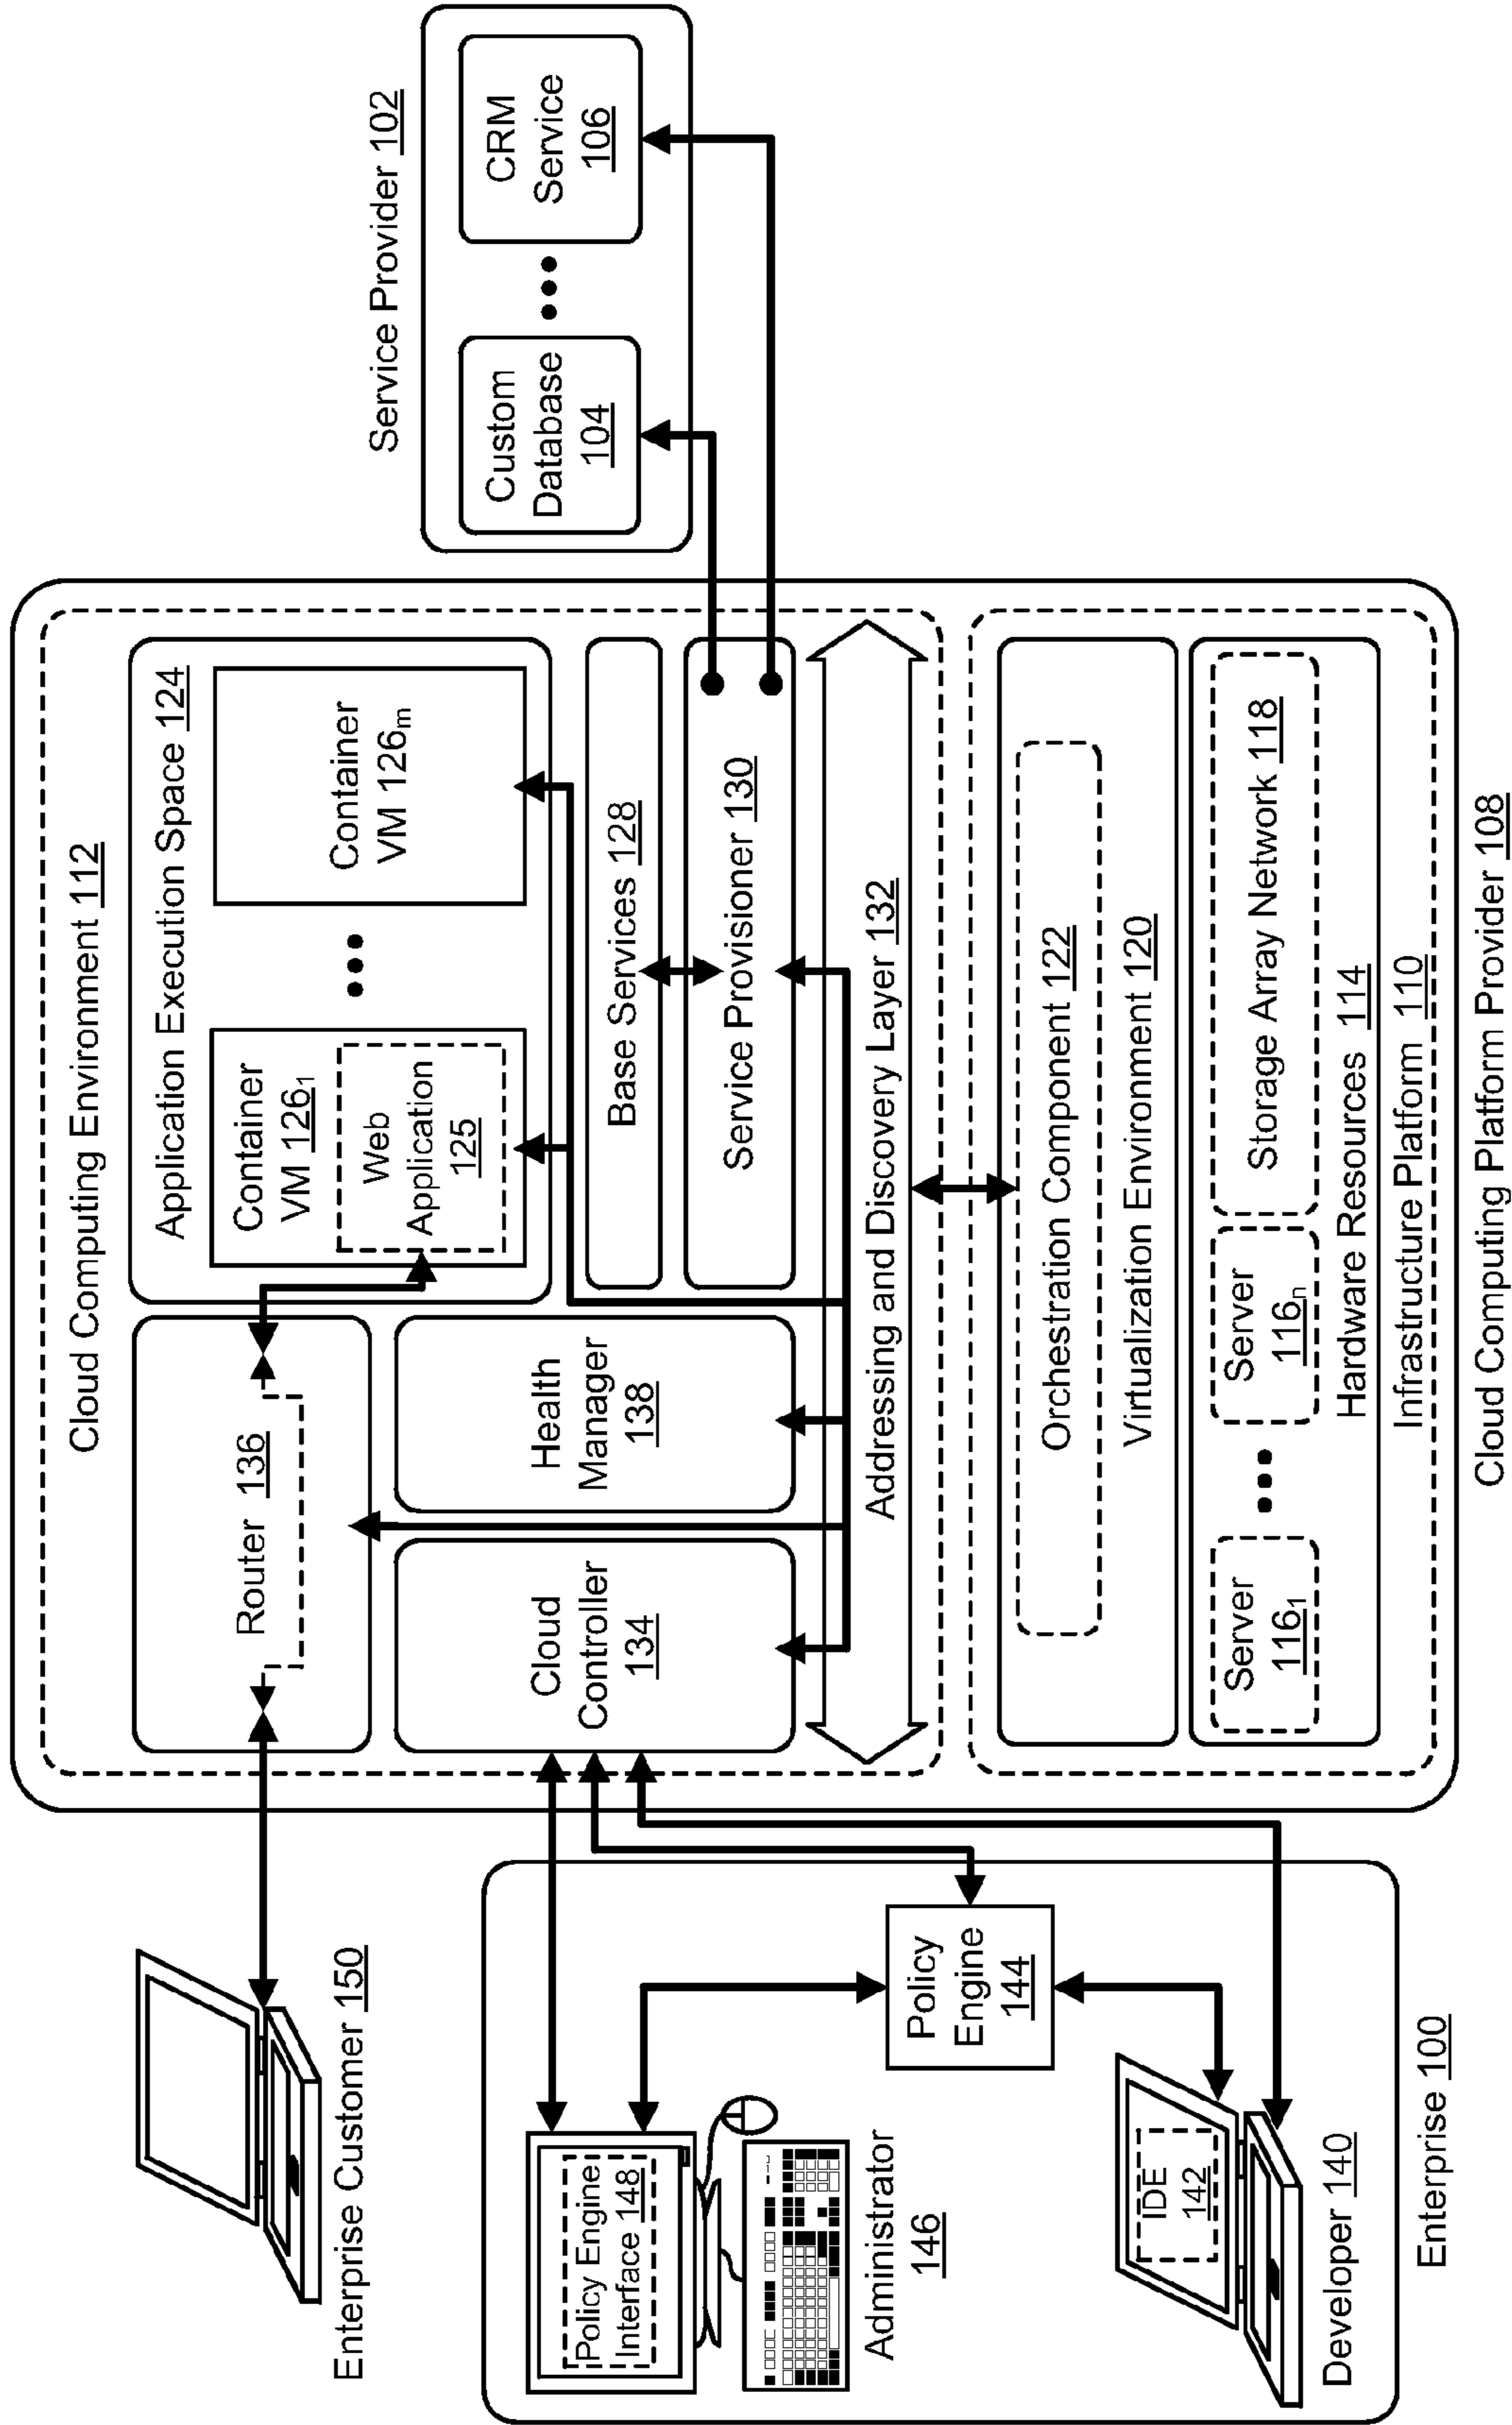 Enterprise Customer 150
Policy Engine
Interface 148
Administrator
146
Policy
Engine
144
IDE
142
Developer 140
Enterprise 100
Cloud Computing Environment 112
Router 136
Cloud
Controller
134
Health
Manager
138
Application Execution Space 124
Container
VM 126₁
Web
Application
125
Container
VM 126ₘ
Base Services 128
Service Provisioner 130
Addressing and Discovery Layer 132
Orchestration Component 122
Virtualization Environment 120
Server
116₁
Server
116ₙ
Storage Array Network 118
Hardware Resources 114
Infrastructure Platform 110
Cloud Computing Platform Provider 108
Service Provider 102
Custom
Database
104
CRM
Service
106